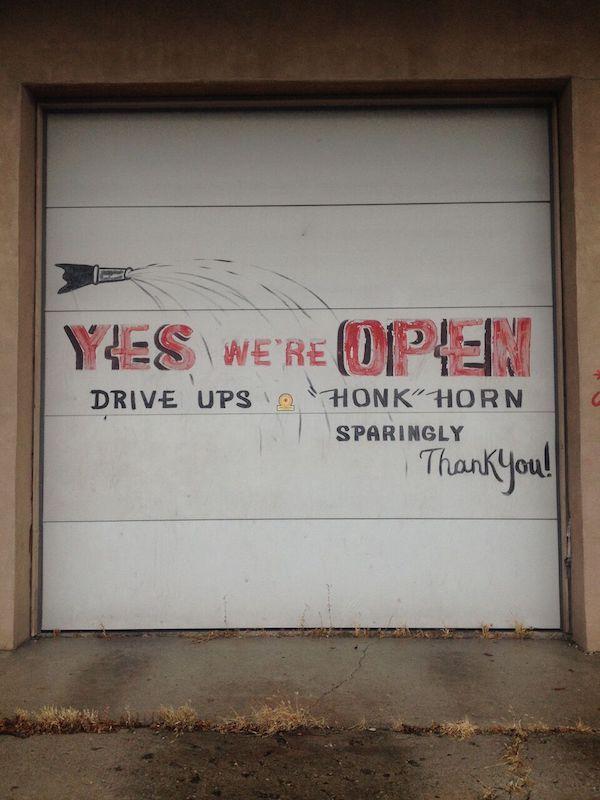 YES WE'RE OPEN
DRIVE UPS "HONK" HORN
SPARINGLY
Thank You!